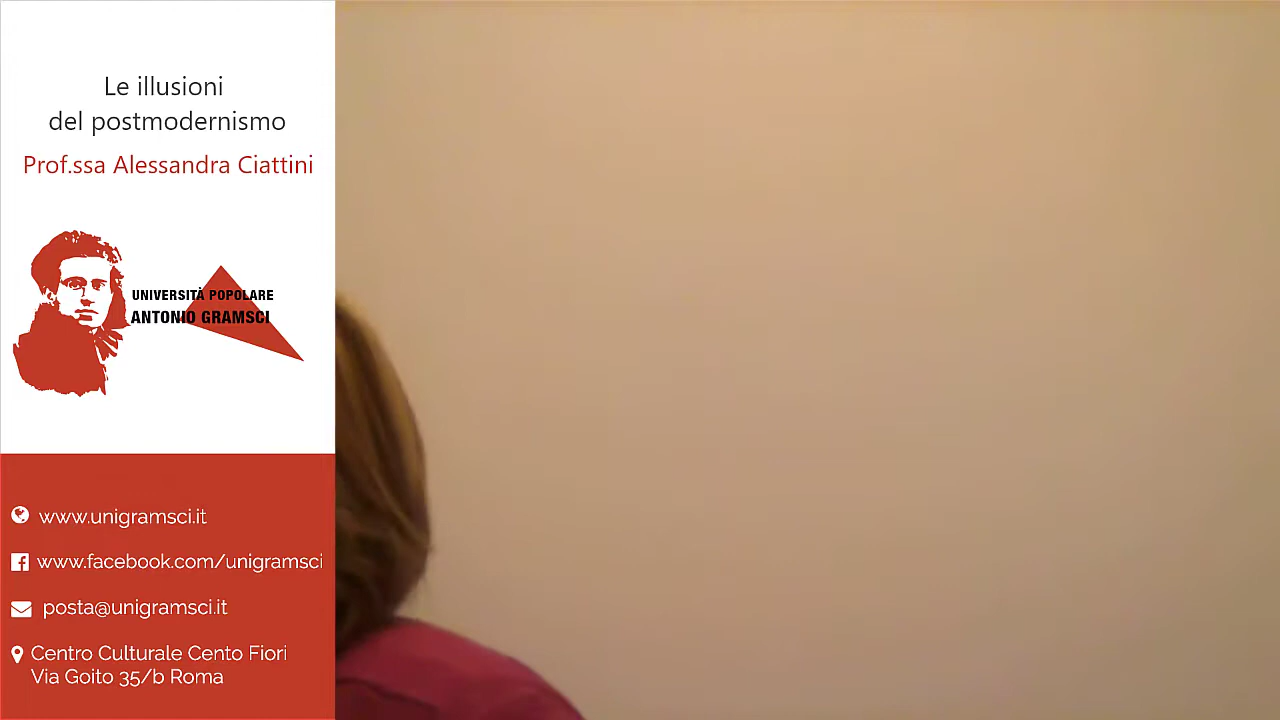 Le illusioni
del postmodernismo
Prof.ssa Alessandra Ciattini
UNIVERSITÀ POPOLARE
ANTONIO GRAMSCI
www.unigramsci.it
www.facebook.com/unigramsci
posta@unigramsci.it
Centro Culturale Cento Fiori
Via Goito 35/b Roma